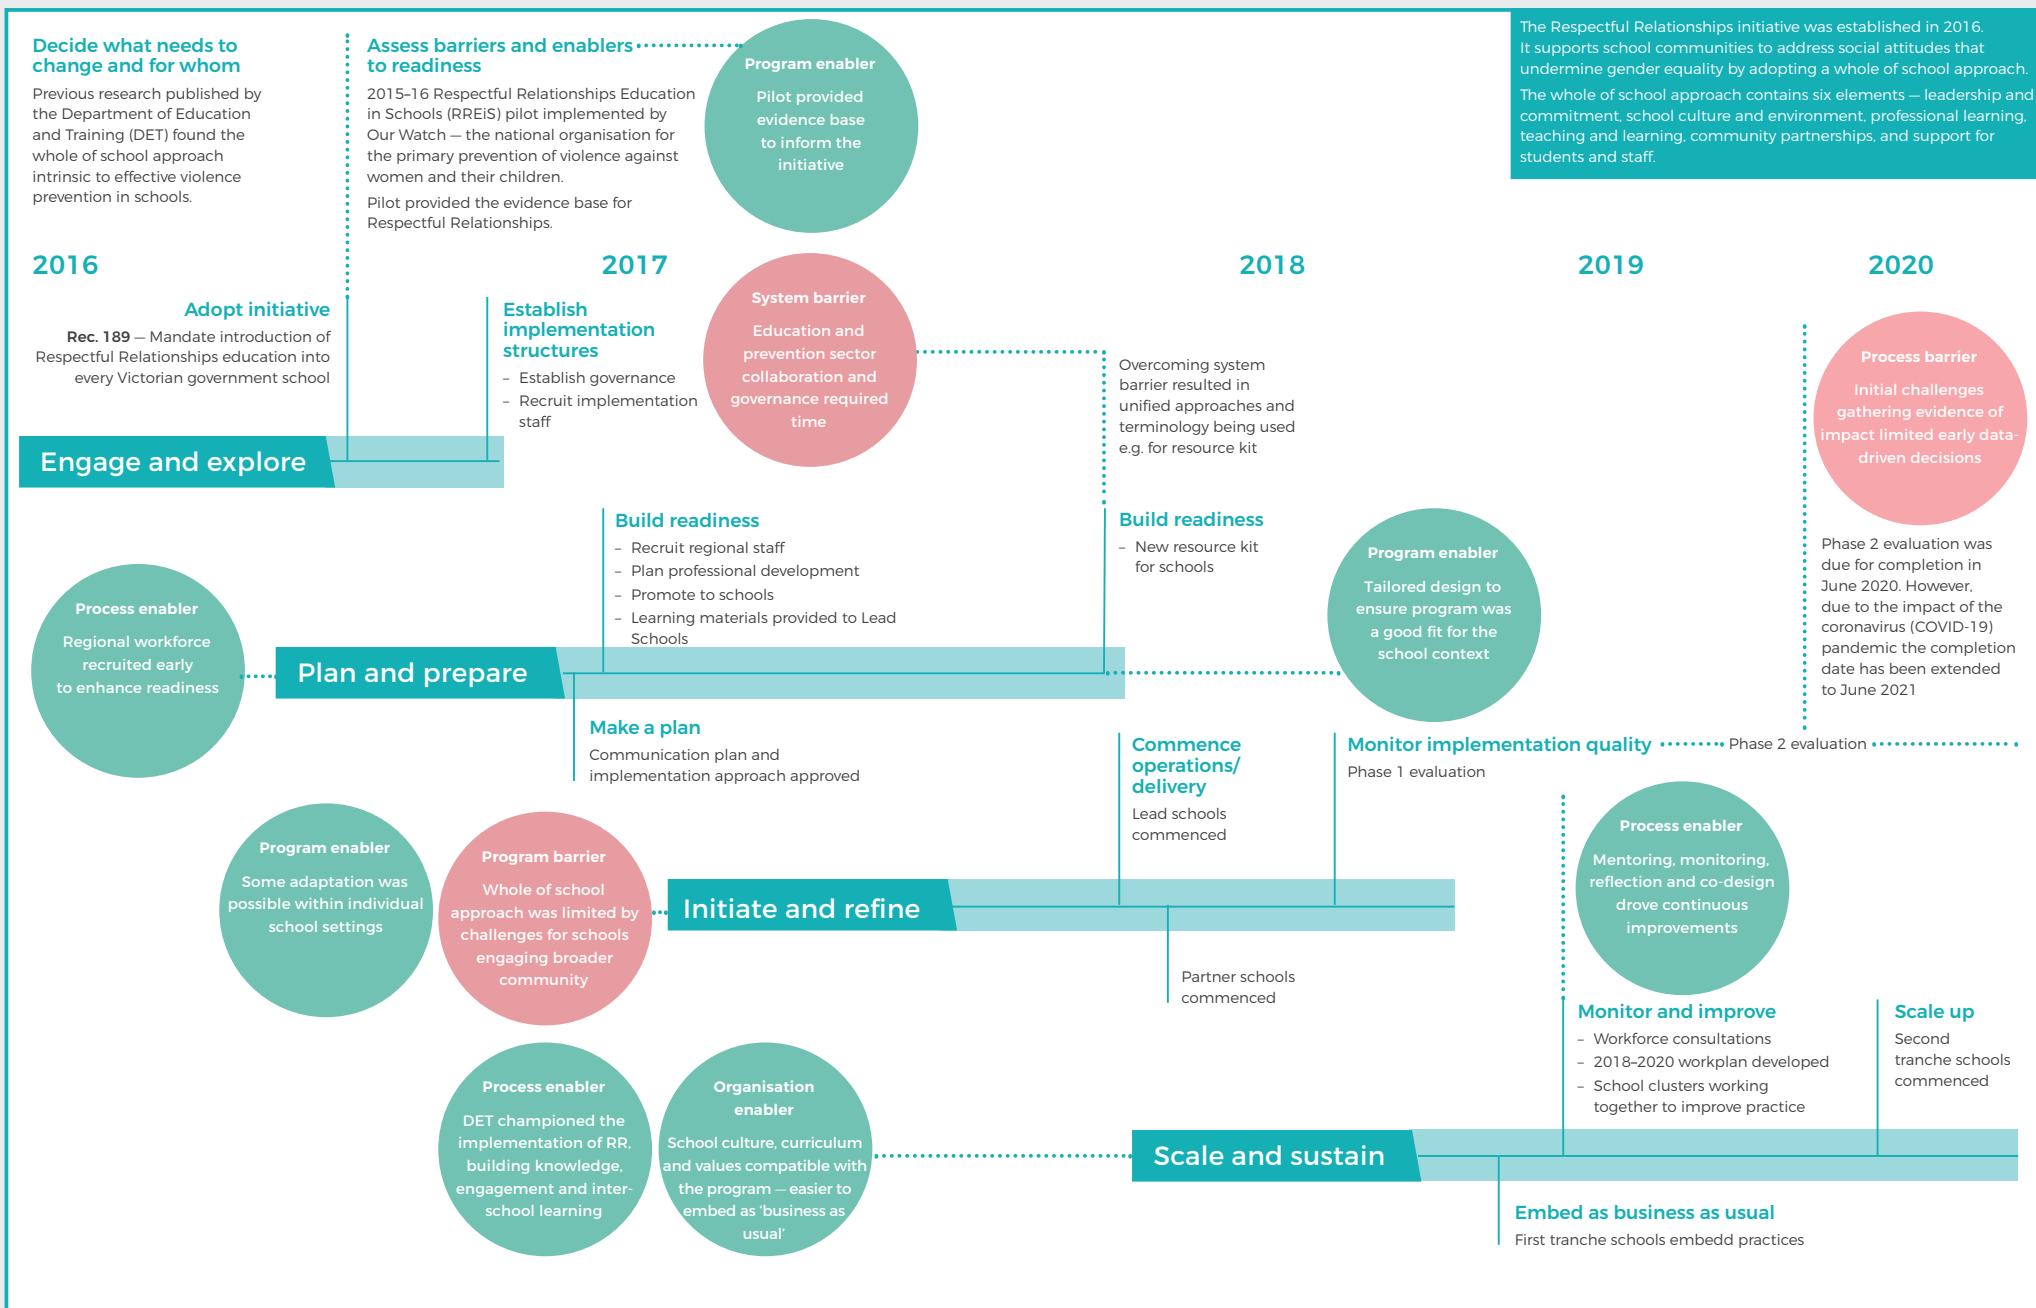 Decide what needs to
change and for whom
Previous research published by
the Department of Education
and Training (DET) found the
whole of school approach
intrinsic to effective violence
prevention in schools.
Assess barriers and enablers
to readiness
2015–16 Respectful Relationships Education
in Schools (RREiS) pilot implemented by
Our Watch — the national organisation for
the primary prevention of violence against
women and their children.
Pilot provided the evidence base for
Respectful Relationships.
Program enabler
Pilot provided
evidence base
to inform the
initiative
The Respectful Relationships initiative was established in 2016.
It supports school communities to address social attitudes that
undermine gender equality by adopting a whole of school approach.
The whole of school approach contains six elements — leadership and
commitment, school culture and environment, professional learning,
teaching and learning, community partnerships, and support for
students and staff.
2016
2017
2018
2019
2020
Adopt initiative
Rec. 189 — Mandate introduction of
Respectful Relationships education into
every Victorian government school
Establish
implementation
structures
– Establish governance
– Recruit implementation
staff
System barrier
Education and
prevention sector
collaboration and
governance required
time
Overcoming system
barrier resulted in
unified approaches and
terminology being used
e.g. for resource kit
Process barrier
Initial challenges
gathering evidence of
impact limited early data-
driven decisions
Engage and explore
Build readiness
– Recruit regional staff
– Plan professional development
– Promote to schools
– Learning materials provided to Lead
Schools
Build readiness
– New resource kit
for schools
Program enabler
Tailored design to
ensure program was
a good fit for the
school context
Phase 2 evaluation was
due for completion in
June 2020. However,
due to the impact of the
coronavirus (COVID-19)
pandemic the completion
date has been extended
to June 2021
Process enabler
Regional workforce
recruited early
to enhance readiness
Plan and prepare
Make a plan
Communication plan and
implementation approach approved
Commence
operations/
delivery
Lead schools
commenced
Monitor implementation quality
Phase 1 evaluation
Phase 2 evaluation
Program enabler
Some adaptation was
possible within individual
school settings
Program barrier
Whole of school
approach was limited by
challenges for schools
engaging broader
community
Initiate and refine
Partner schools
commenced
Process enabler
Mentoring, monitoring,
reflection and co-design
drove continuous
improvements
Monitor and improve
– Workforce consultations
– 2018–2020 workplan developed
– School clusters working
together to improve practice
Scale up
Second
tranche schools
commenced
Process enabler
DET championed the
implementation of RR,
building knowledge,
engagement and inter-
school learning
Organisation
enabler
School culture, curriculum
and values compatible with
the program — easier to
embed as ‘business as
usual’
Scale and sustain
Embed as business as usual
First tranche schools embedd practices